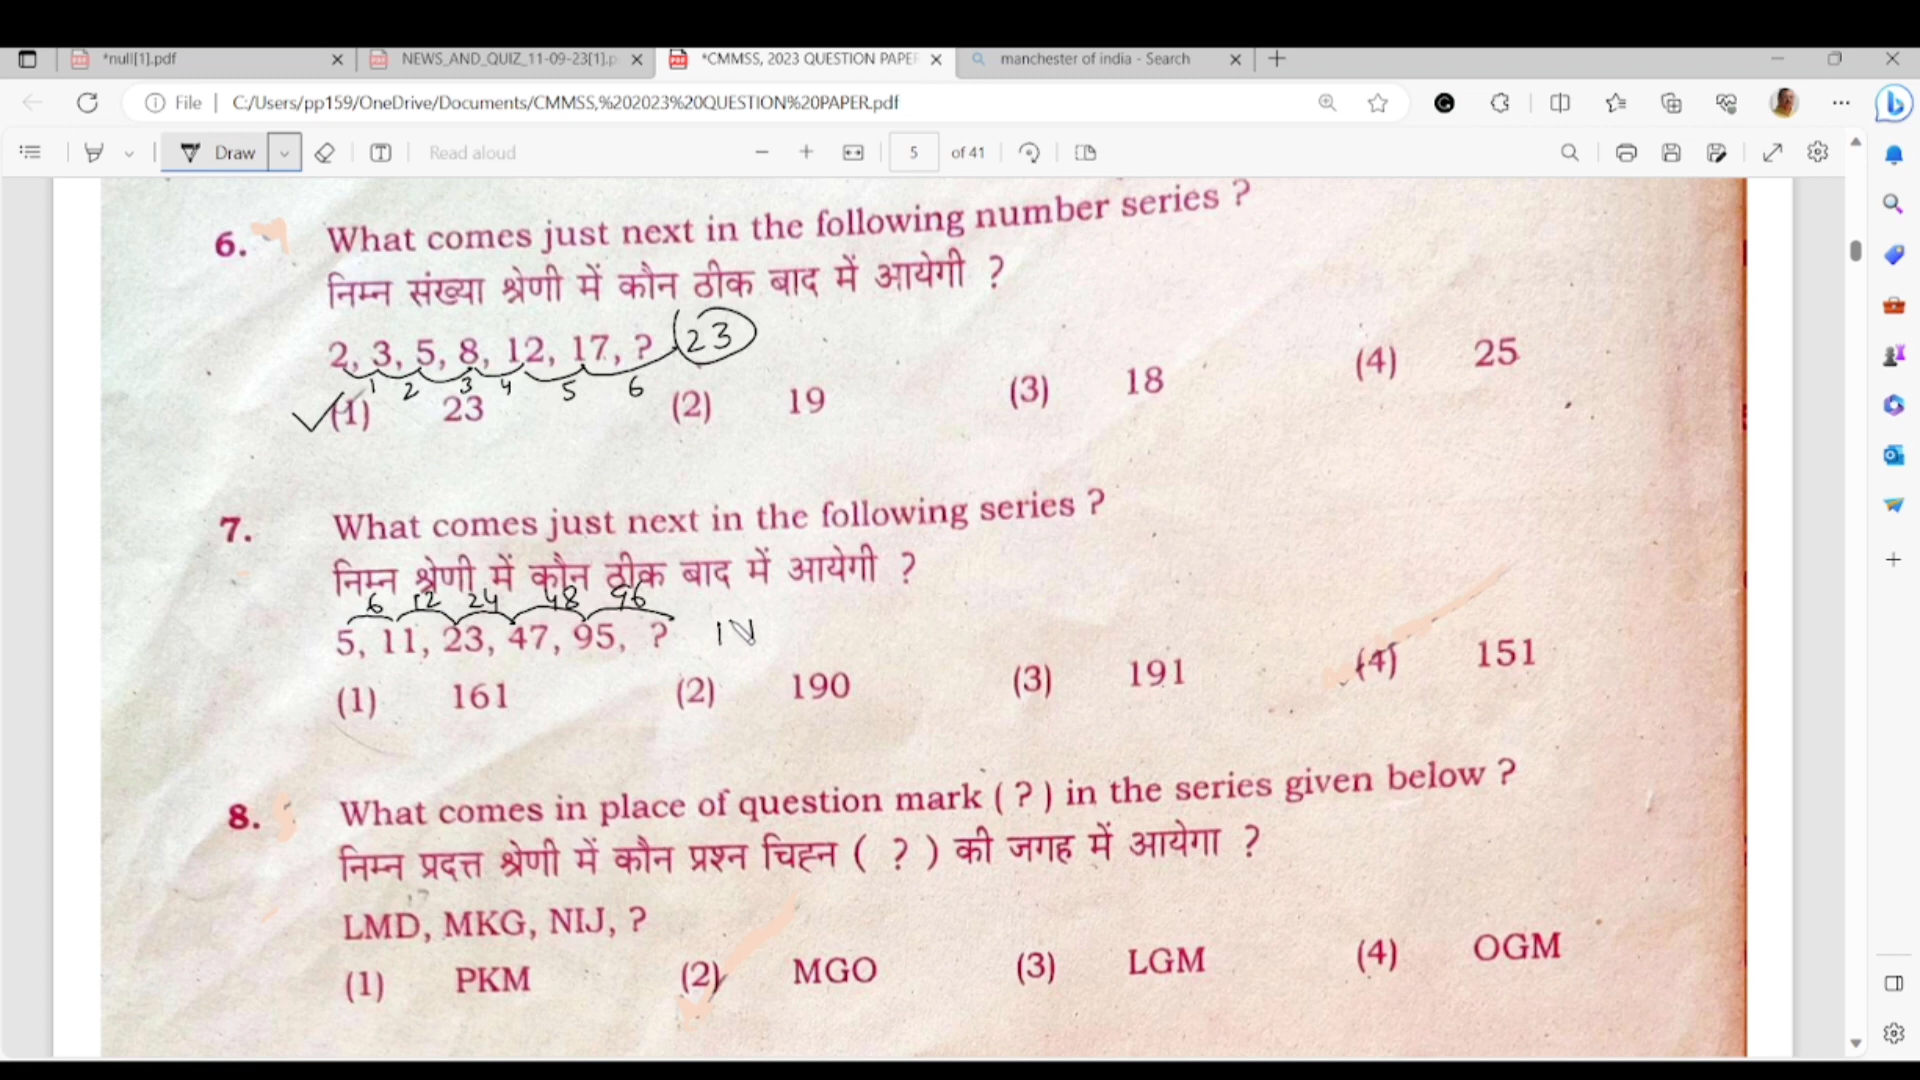 *null[1].pdf
NEWS_AND_QUIZ_11-09-23[1].p
*CMMSS, 2023 QUESTION PAPER
manchester of india - Search
File
C:/Users/pp159/OneDrive/Documents/CMMSS,%202023%20QUESTION%20PAPER.pdf
Draw
Read aloud
5
of 41
6. What comes just next in the following number series ?
निम्न संख्या श्रेणी में कौन ठीक बाद में आयेगी ?
2, 3, 5, 8, 12, 17, ? 23
1 2 3 4 5 6
(1) 23 (2) 19 (3) 18 (4) 25
7. What comes just next in the following series ?
निम्न श्रेणी में कौन ठीक बाद में आयेगी ?
6 12 24 48 96
5, 11, 23, 47, 95, ?
(1) 161 (2) 190 (3) 191 (4) 151
8. What comes in place of question mark ( ? ) in the series given below ?
निम्न प्रदत्त श्रेणी में कौन प्रश्न चिह्न ( ? ) की जगह में आयेगा ?
LMD, MKG, NIJ, ?
(1) PKM (2) MGO (3) LGM (4) OGM